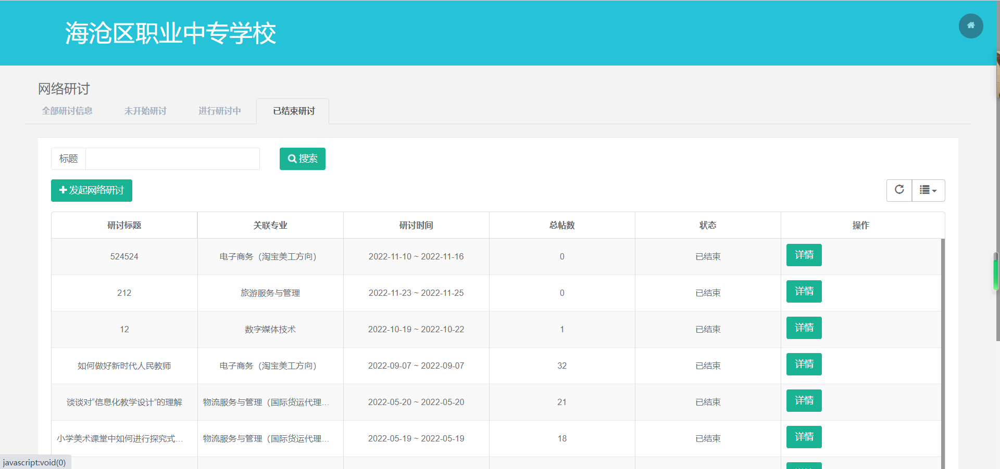 海沧区职业中专学校
网络研讨
全部研讨信息 未开始研讨 进行研讨中 已结束研讨
标题 搜索
发起网络研讨
研讨标题 关联专业 研讨时间 总帖数 状态 操作
524524 电子商务（淘宝美工方向） 2022-11-10 ~ 2022-11-16 0 已结束 详情
212 旅游服务与管理 2022-11-23 ~ 2022-11-25 0 已结束 详情
12 数字媒体技术 2022-10-19 ~ 2022-10-22 1 已结束 详情
如何做好新时代人民教师 电子商务（淘宝美工方向） 2022-09-07 ~ 2022-09-07 32 已结束 详情
谈谈对“信息化教学设计”的理解 物流服务与管理（国际货运代理... 2022-05-20 ~ 2022-05-20 21 已结束 详情
小学美术课堂中如何进行探究式... 物流服务与管理（国际货运代理... 2022-05-19 ~ 2022-05-19 18 已结束 详情
javascript:void(0)